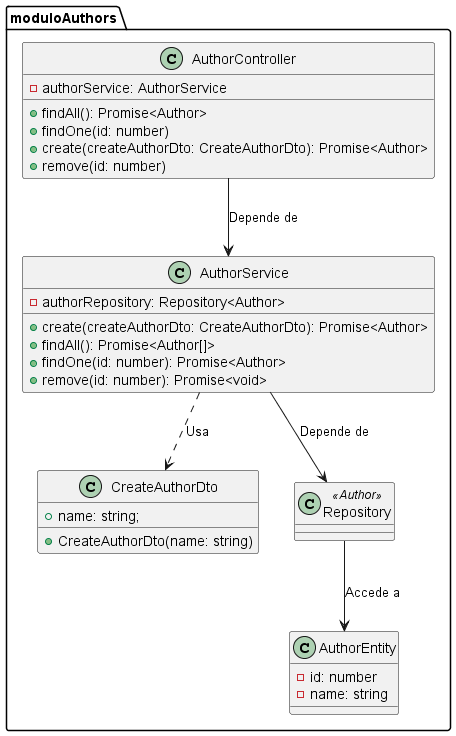 moduloAuthors
C AuthorController
authorService: AuthorService
findAll(): Promise<Author>
findOne(id: number)
create(createAuthorDto: CreateAuthorDto): Promise<Author>
remove(id: number)
Depende de
C AuthorService
authorRepository: Repository<Author>
create(createAuthorDto: CreateAuthorDto): Promise<Author>
findAll(): Promise<Author[]>
findOne(id: number): Promise<Author>
remove(id: number): Promise<void>
Usa
Depende de
C CreateAuthorDto
name: string;
CreateAuthorDto(name: string)
«Author»
C Repository
Accede a
C AuthorEntity
id: number
name: string